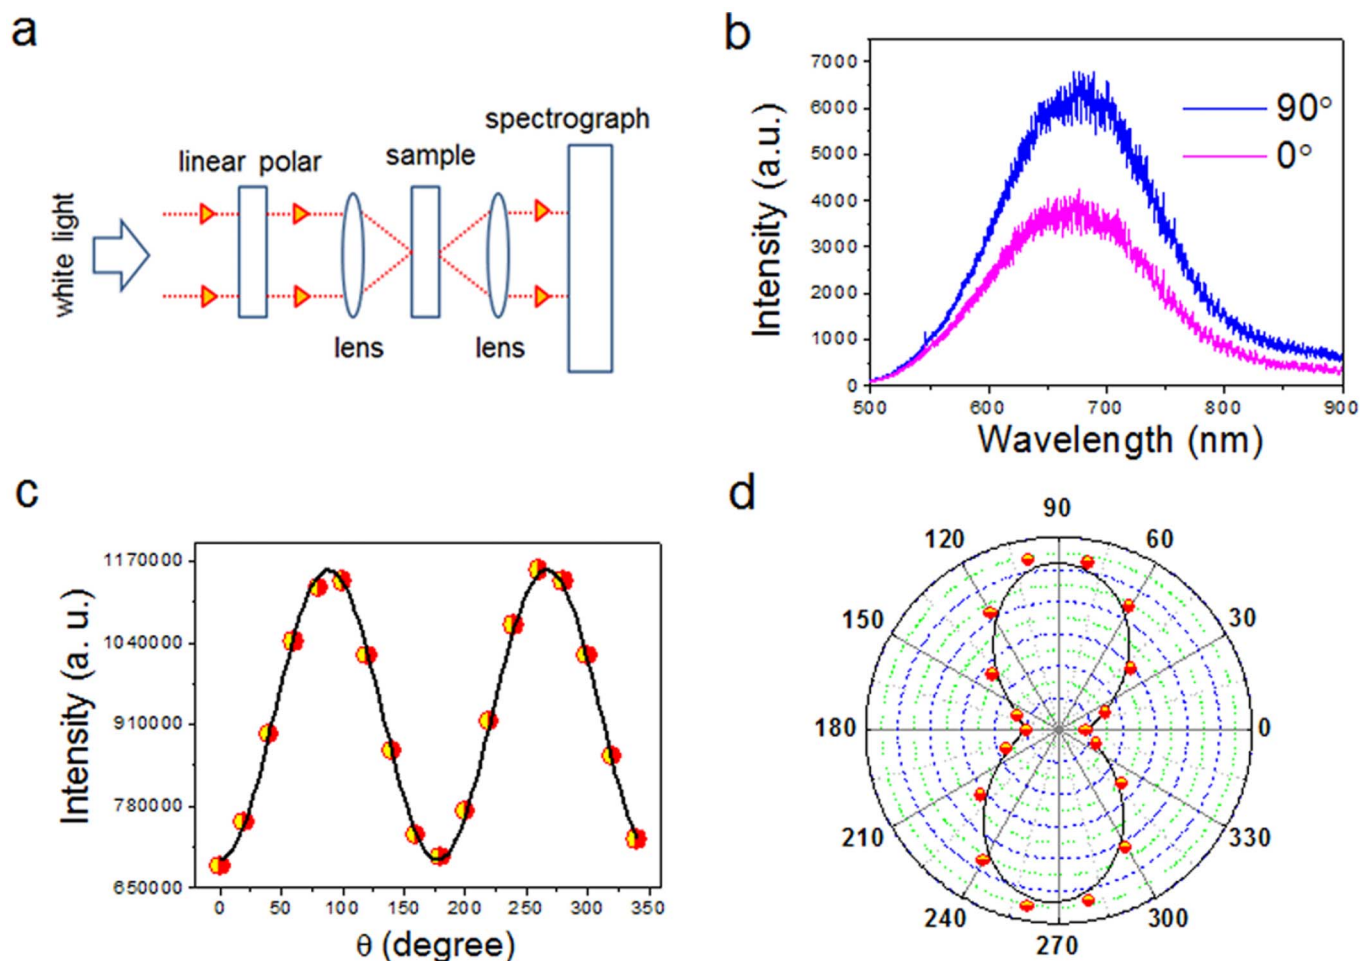 a
spectrograph
linear polar
sample
white light
lens
lens
b
7000
6000
5000
4000
3000
2000
1000
0
500
600
700
800
900
90°
0°
Intensity (a.u.)
Wavelength (nm)
c
1170000
1040000
910000
780000
650000
0
50
100
150
200
250
300
350
Intensity (a. u.)
θ (degree)
d
90
120
60
150
30
180
0
210
330
240
300
270